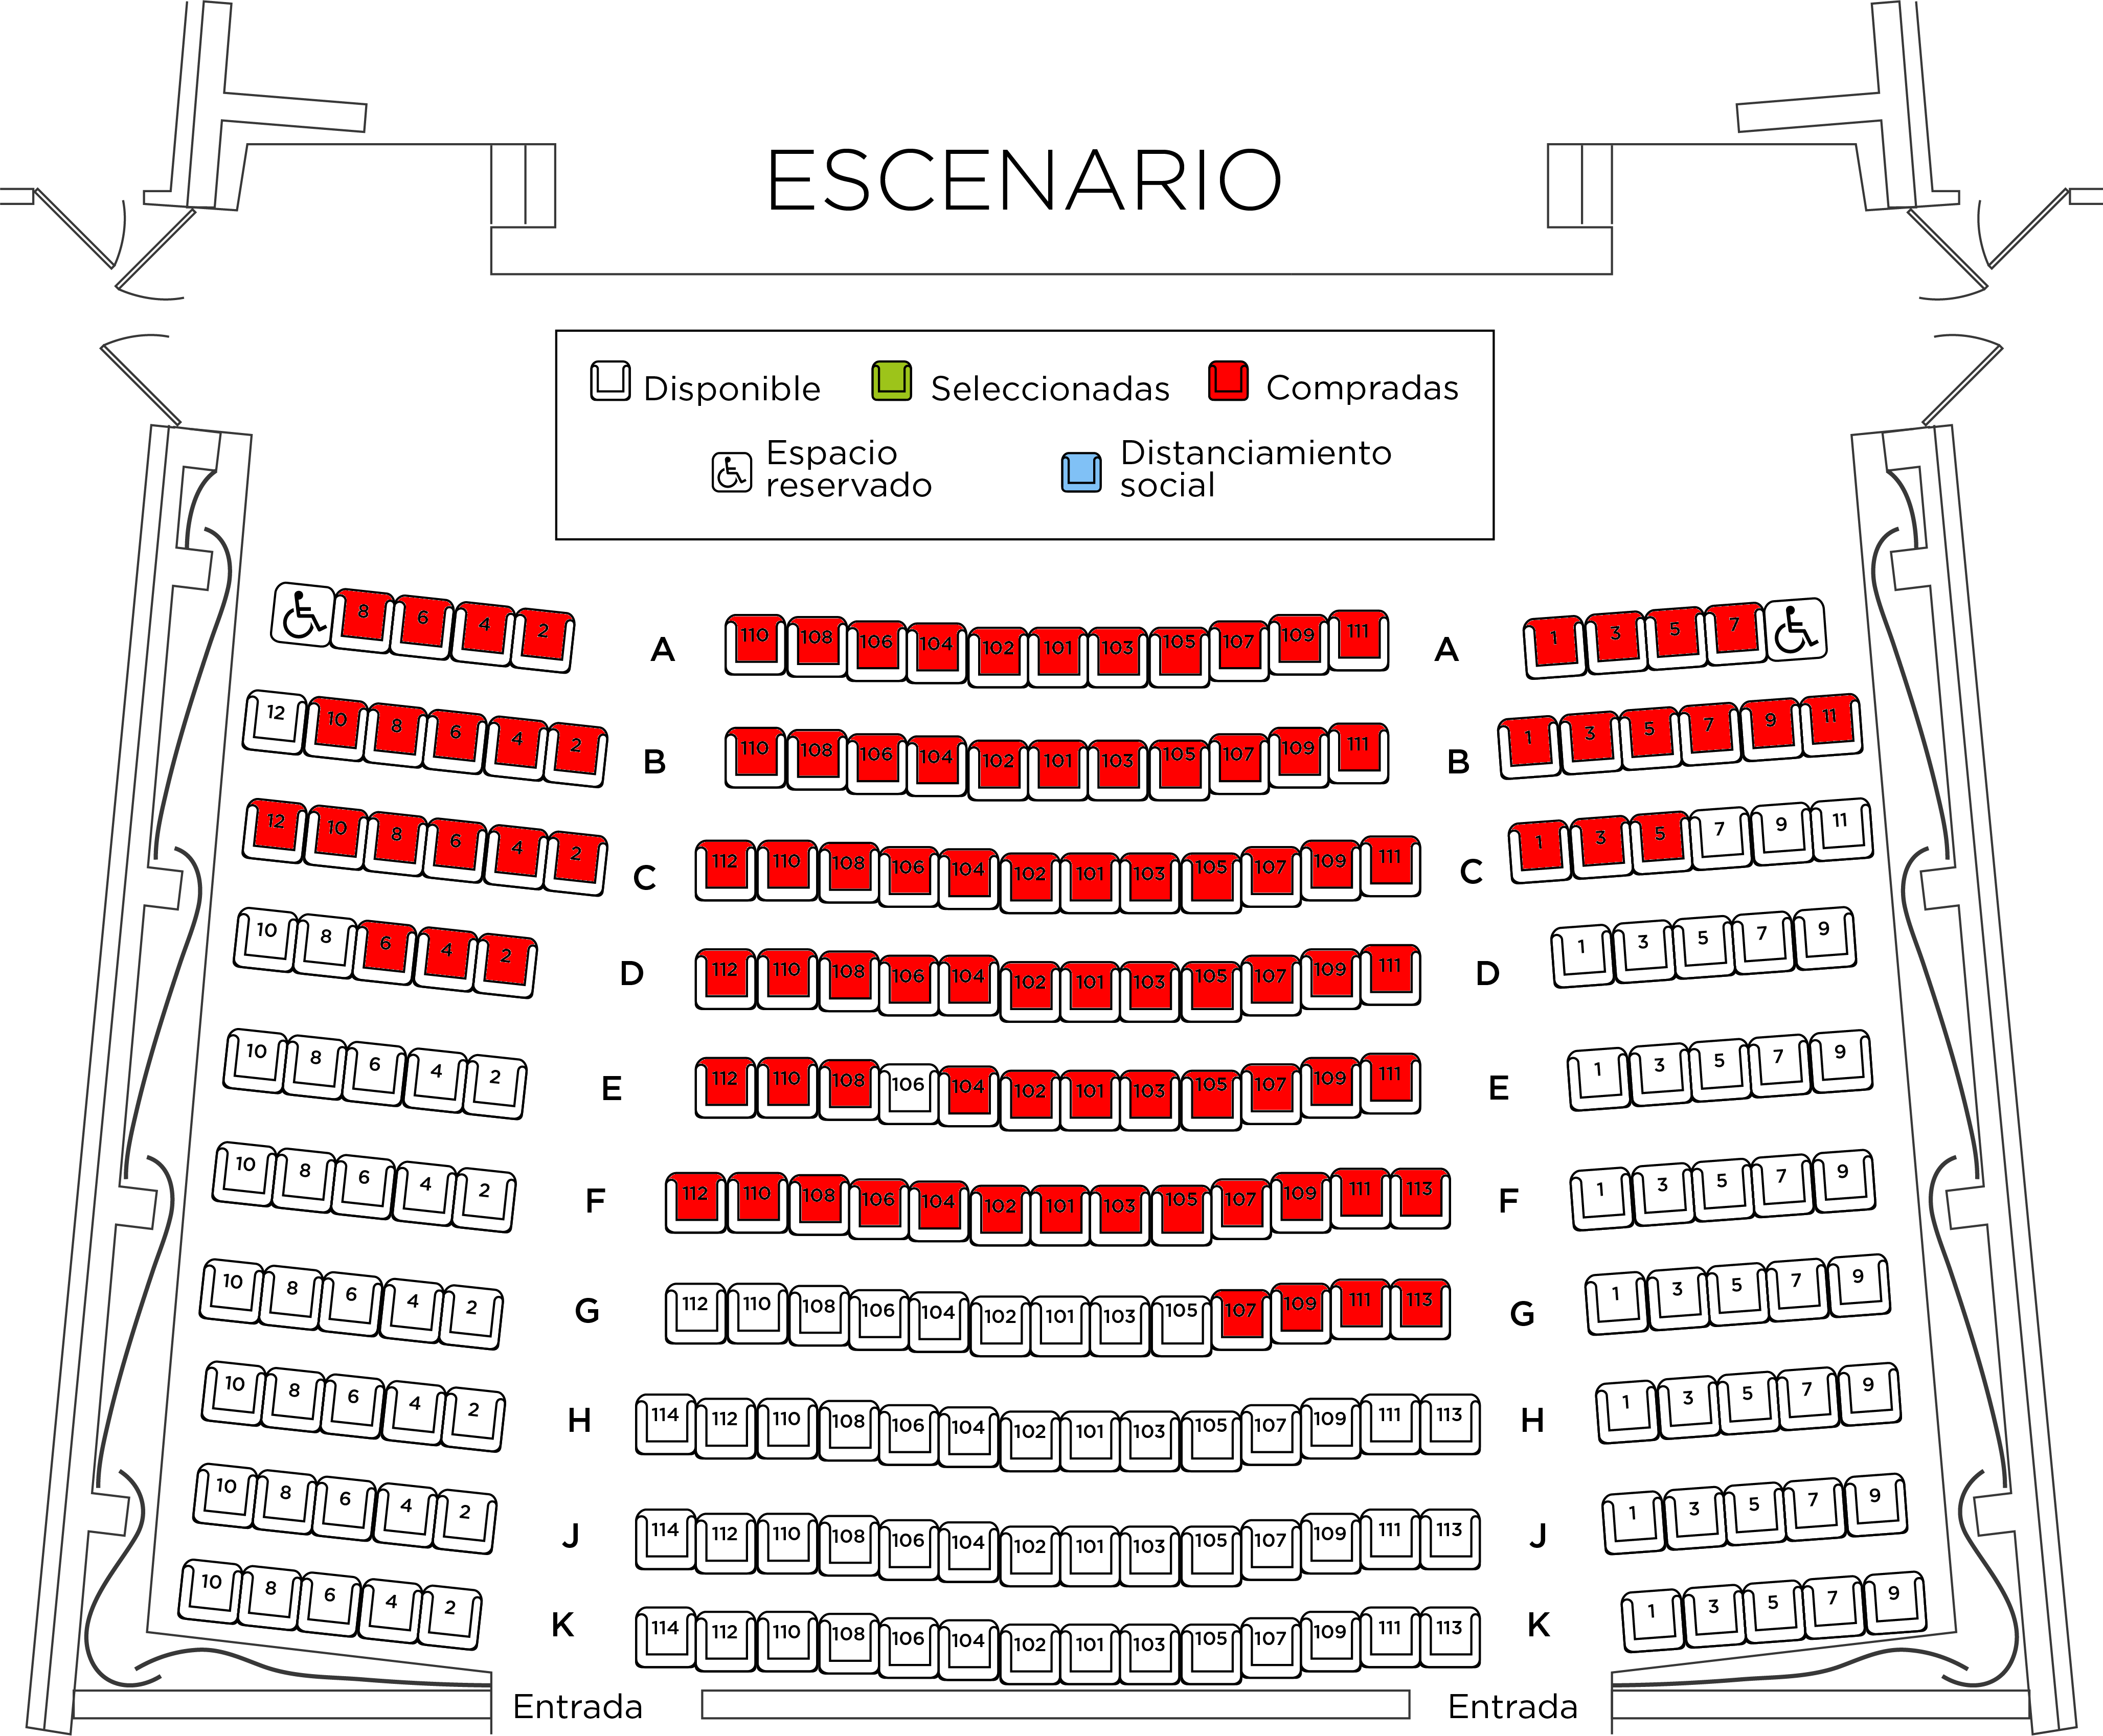 ESCENARIO
Disponible Seleccionadas Compradas
Espacio reservado Distanciamiento social
8 6 4 2 A 110 108 106 104 102 101 103 105 107 109 111 A 1 3 5 7
12 10 8 6 4 2 B 110 108 106 104 102 101 103 105 107 109 111 B 1 3 5 7 9 11
12 10 8 6 4 2 C 112 110 108 106 104 102 101 103 105 107 109 111 C 1 3 5 7 9 11
10 8 6 4 2 D 112 110 108 106 104 102 101 103 105 107 109 111 D 1 3 5 7 9
10 8 6 4 2 E 112 110 108 106 104 102 101 103 105 107 109 111 E 1 3 5 7 9
10 8 6 4 2 F 112 110 108 106 104 102 101 103 105 107 109 111 113 F 1 3 5 7 9
10 8 6 4 2 G 112 110 108 106 104 102 101 103 105 107 109 111 113 G 1 3 5 7 9
10 8 6 4 2 H 114 112 110 108 106 104 102 101 103 105 107 109 111 113 H 1 3 5 7 9
10 8 6 4 2 J 114 112 110 108 106 104 102 101 103 105 107 109 111 113 J 1 3 5 7 9
10 8 6 4 2 K 114 112 110 108 106 104 102 101 103 105 107 109 111 113 K 1 3 5 7 9
Entrada Entrada